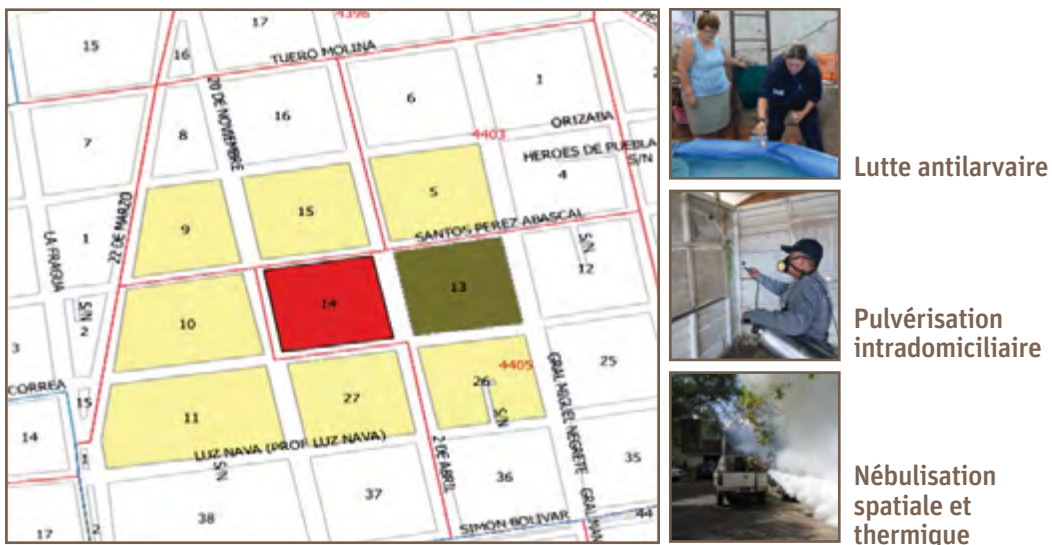 4396
17
15
16
TUERO MOLINA
20 DE NOVIEMBRE
1
6
16
ORIZABA
8
7
4403
HEROES DE PUEBLA
S/N
4
5
15
9
SANTOS PEREZ ABASCAL
22 DE MARZO
LA FRAGUA
1
S/N
12
13
14
10
S/N
2
3
25
4405
26
CORREA
GRAL MIGUEL NEGRETE
15
27
11
S/N
14
LUZ NAVA (PROF LUZ NAVA)
2 DE ABRIL
S/N
35
36
37
38
SIMON BOLIVAR
44
17
Lutte antilarvaire
Pulvérisation
intradomiciliaire
Nébulisation
spatiale et
thermique